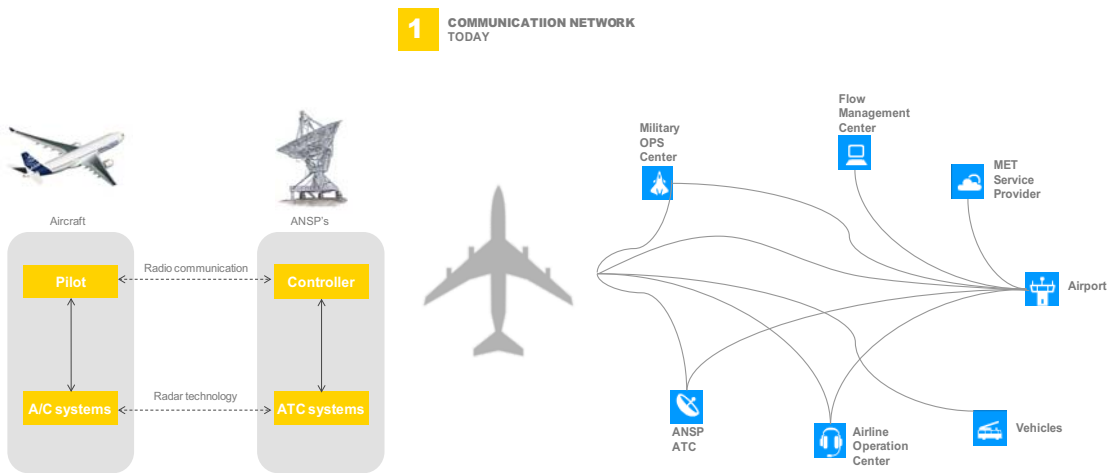 1
COMMUNICATIION NETWORK
TODAY
Aircraft
ANSP's
Pilot
Radio communication
Controller
A/C systems
Radar technology
ATC systems
Military
OPS
Center
Flow
Management
Center
MET
Service
Provider
Airport
ANSP
ATC
Airline
Operation
Center
Vehicles